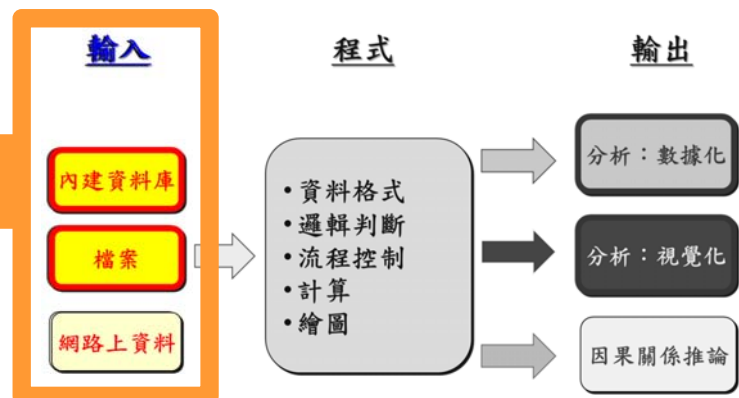 輸入
程式
輸出
內建資料庫
檔案
網路上資料
•資料格式
•邏輯判斷
•流程控制
•計算
•繪圖
分析：數據化
分析：視覺化
因果關係推論